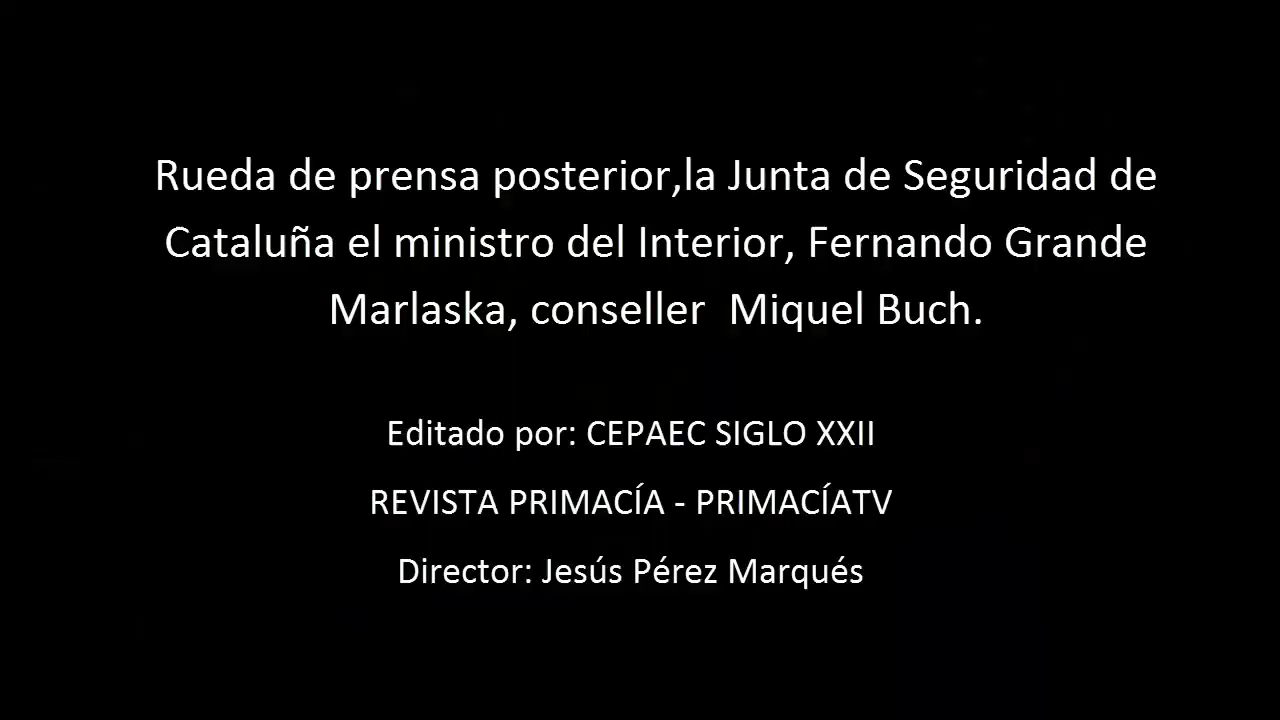 Rueda de prensa posterior,la Junta de Seguridad de
Cataluña el ministro del Interior, Fernando Grande
Marlaska, conseller  Miquel Buch.
Editado por: CEPAEC SIGLO XXII
REVISTA PRIMACÍA - PRIMACÍATV
Director: Jesús Pérez Marqués